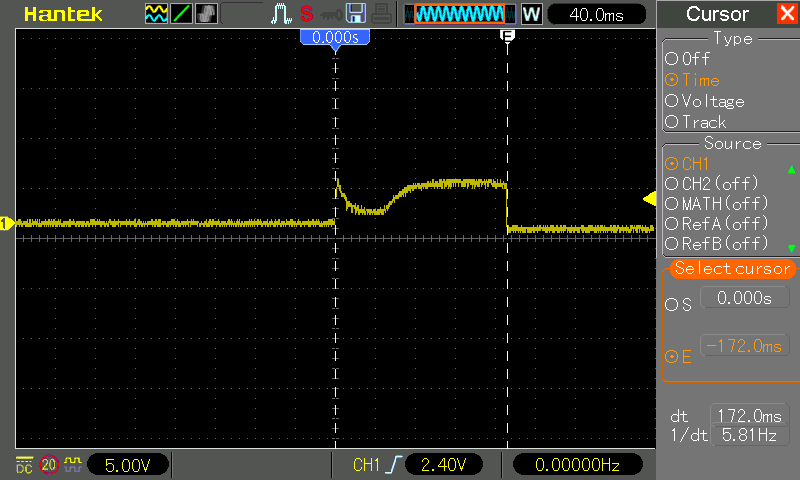 Hantek S W 40.0ms
0.000s E
1
Cursor
Type
Off
Time
Voltage
Track
Source
CH1
CH2(off)
MATH(off)
RefA(off)
RefB(off)
Select cursor
S 0.000s
E -172.0ms
dt 172.0ms
1/dt 5.81Hz
DC 20 5.00V CH1 2.40V 0.00000Hz